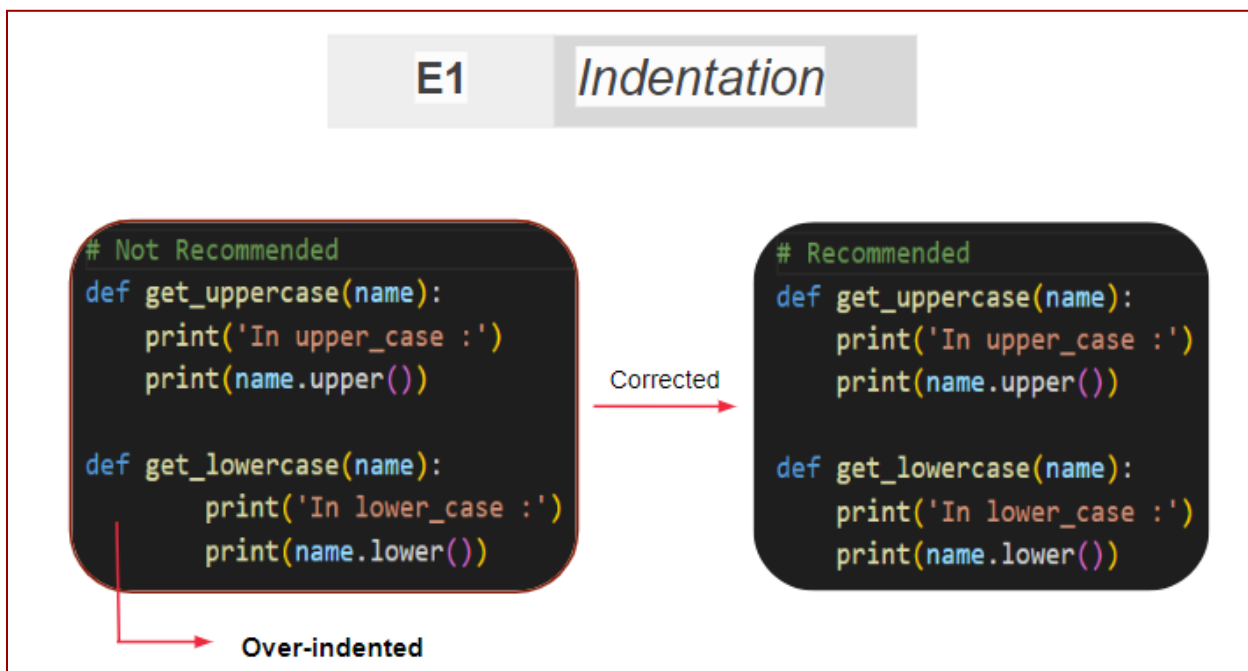 E1 Indentation
# Not Recommended
def get_uppercase(name):
    print('In upper_case :')
    print(name.upper())
def get_lowercase(name):
        print('In lower_case :')
        print(name.lower())
Over-indented
Corrected
# Recommended
def get_uppercase(name):
    print('In upper_case :')
    print(name.upper())
def get_lowercase(name):
    print('In lower_case :')
    print(name.lower())